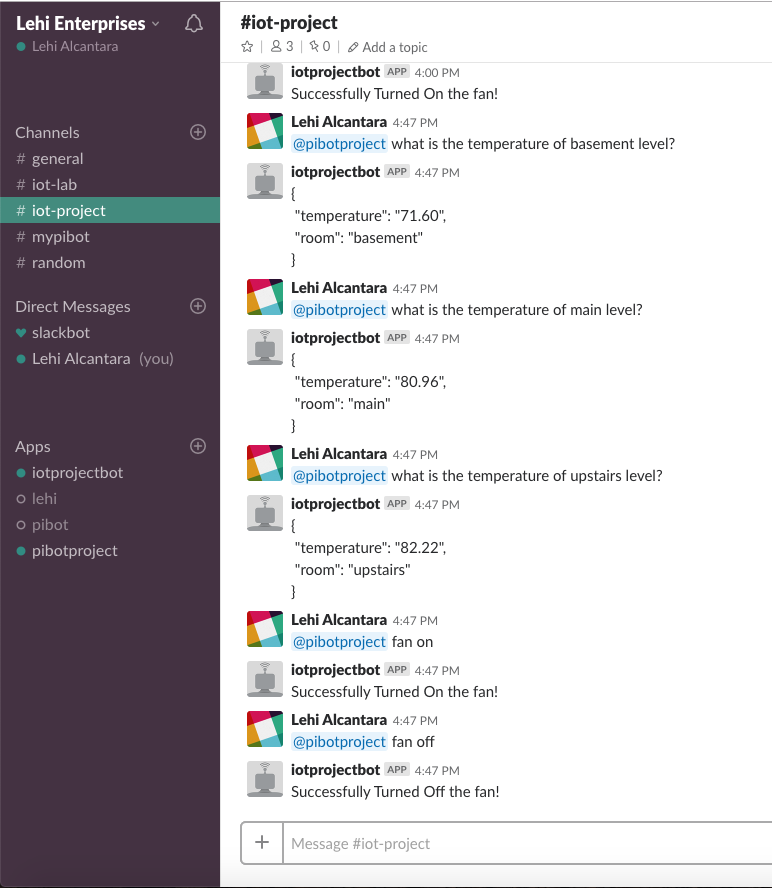 Lehi Enterprises
Lehi Alcantara
Channels
# general
# iot-lab
# iot-project
# mypibot
# random
Direct Messages
slackbot
Lehi Alcantara (you)
Apps
iotprojectbot
lehi
pibot
pibotproject
#iot-project
3 0 Add a topic
iotprojectbot APP 4:00 PM
Successfully Turned On the fan!
Lehi Alcantara 4:47 PM
@pibotproject what is the temperature of basement level?
iotprojectbot APP 4:47 PM
{
"temperature": "71.60",
"room": "basement"
}
Lehi Alcantara 4:47 PM
@pibotproject what is the temperature of main level?
iotprojectbot APP 4:47 PM
{
"temperature": "80.96",
"room": "main"
}
Lehi Alcantara 4:47 PM
@pibotproject what is the temperature of upstairs level?
iotprojectbot APP 4:47 PM
{
"temperature": "82.22",
"room": "upstairs"
}
Lehi Alcantara 4:47 PM
@pibotproject fan on
iotprojectbot APP 4:47 PM
Successfully Turned On the fan!
Lehi Alcantara 4:47 PM
@pibotproject fan off
iotprojectbot APP 4:47 PM
Successfully Turned Off the fan!
+ Message #iot-project